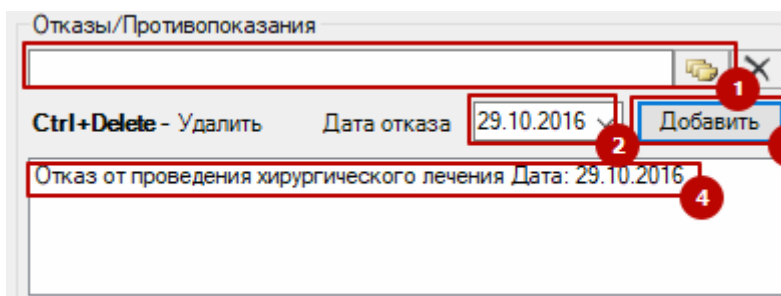 Отказы/Противопоказания
1
Ctrl+Delete - Удалить Дата отказа 29.10.2016 Добавить
2
Отказ от проведения хирургического лечения Дата: 29.10.2016
4